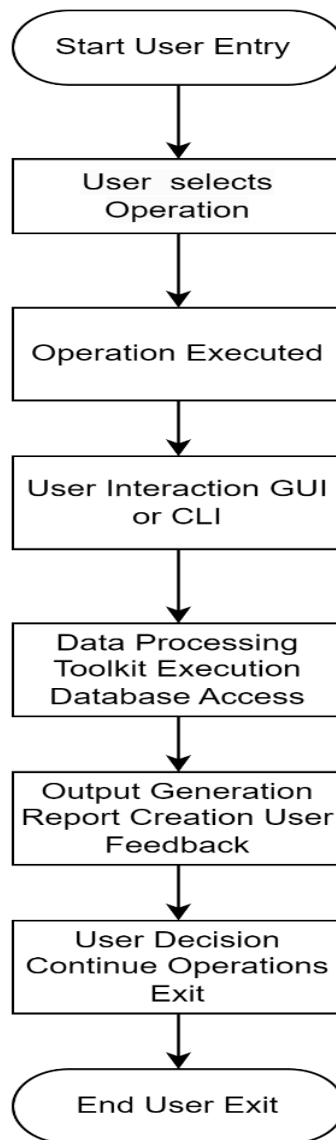 Start User Entry
User selects
Operation
Operation Executed
User Interaction GUI
or CLI
Data Processing
Toolkit Execution
Database Access
Output Generation
Report Creation User
Feedback
User Decision
Continue Operations
Exit
End User Exit